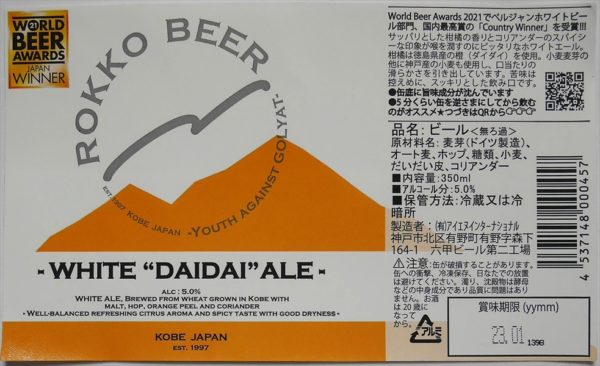 WORLD
21
BEER
AWARDS
JAPAN
WINNER
ROKKO BEER
EST 1997 KOBE JAPAN -YOUTH AGAINST GOLYAT-
- WHITE “DAIDAI” ALE -
ALC : 5.0%
WHITE ALE, BREWED FROM WHEAT GROWN IN KOBE WITH
MALT, HOP, ORANGE PEEL AND CORIANDER
- WELL-BALANCED REFRESHING CITRUS AROMA AND SPICY TASTE WITH GOOD DRYNESS -
KOBE JAPAN
EST. 1997
World Beer Awards 2021でベルジャンホワイトビー
ル部門、国内最高賞の「Country Winner」を受賞!!!
サッパリとした柑橘の香りとコリアンダーのスパイシ
ーな印象が喉を潤すのにピッタリなホワイトエール。
柑橘は徳島県産の橙（ダイダイ）を使用。小麦麦芽の
他に神戸産の小麦も使用し、口当たりの
滑らかさを引き出しています。苦味は
控えめに、スッキリとした飲み口です。
●缶底に旨味成分が沈んでいます
●5分くらい缶を逆さまにしてから飲む
のがオススメ★つづきはQRから☞☞☞
品名: ビール＜無ろ過＞
原材料名: 麦芽(ドイツ製造)、
オート麦、ホップ、糖類、小麦、
だいだい皮、コリアンダー
■内容量: 350ml
■アルコール分: 5.0%
■保管方法: 冷蔵又は冷
暗所
製造者： (有)アイエヌインターナショナル
神戸市北区有野町有野字森下
164-1 六甲ビール第二工場
⚠注意: 缶が破損することがあります。
缶への衝撃、冷凍保存、日なたでの放置
は避けてください。濁り、沈殿物は酵母
などの中身成分であり品質に問題はあり
ません。お酒
は20歳に
なって
から。
アルミ
賞味期限 (yymm)
23.01
139B
4 537148 000457